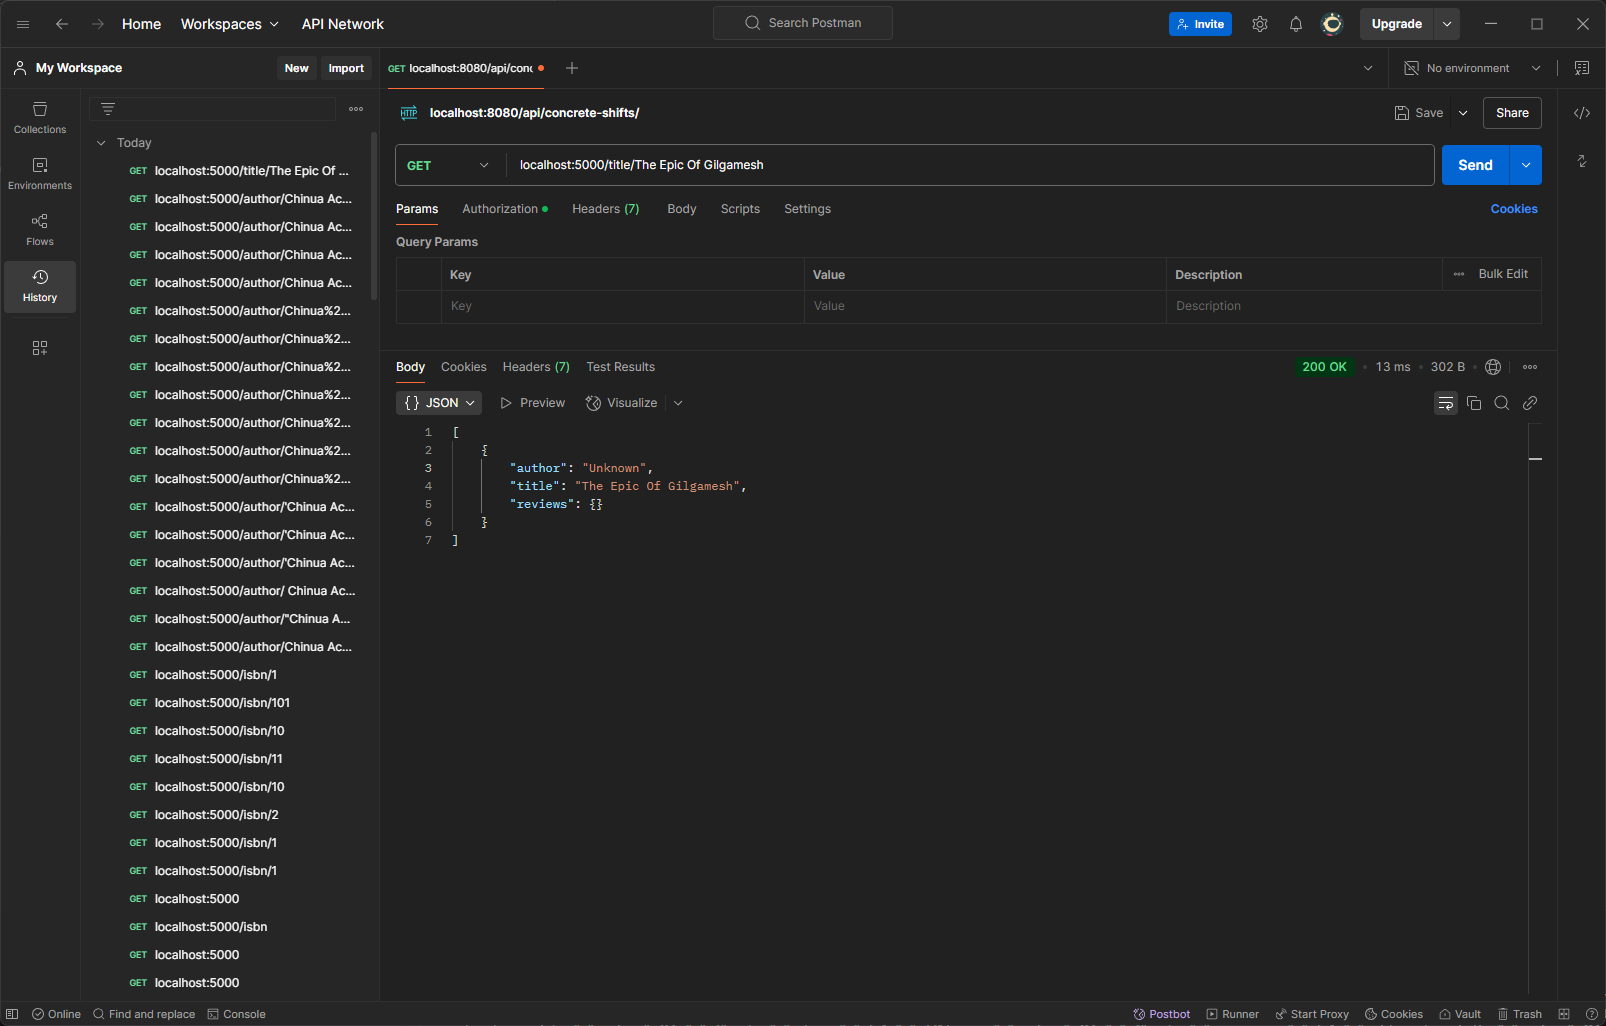 Home Workspaces API Network Search Postman Invite Upgrade
My Workspace New Import GET localhost:8080/api/conc No environment
HTTP localhost:8080/api/concrete-shifts/ Save Share
Collections
Environments
Flows
History
Today
GET localhost:5000/title/The Epic Of ...
GET localhost:5000/author/Chinua Ac...
GET localhost:5000/author/Chinua Ac...
GET localhost:5000/author/Chinua Ac...
GET localhost:5000/author/Chinua Ac...
GET localhost:5000/author/Chinua%2...
GET localhost:5000/author/Chinua%2...
GET localhost:5000/author/Chinua%2...
GET localhost:5000/author/Chinua%2...
GET localhost:5000/author/Chinua%2...
GET localhost:5000/author/Chinua%2...
GET localhost:5000/author/Chinua%2...
GET localhost:5000/author/'Chinua Ac...
GET localhost:5000/author/'Chinua Ac...
GET localhost:5000/author/'Chinua Ac...
GET localhost:5000/author/ Chinua Ac...
GET localhost:5000/author/"Chinua A...
GET localhost:5000/author/Chinua Ac...
GET localhost:5000/isbn/1
GET localhost:5000/isbn/101
GET localhost:5000/isbn/10
GET localhost:5000/isbn/11
GET localhost:5000/isbn/10
GET localhost:5000/isbn/2
GET localhost:5000/isbn/1
GET localhost:5000/isbn/1
GET localhost:5000
GET localhost:5000/isbn
GET localhost:5000
GET localhost:5000
GET localhost:5000/title/The Epic Of Gilgamesh Send
Params Authorization Headers (7) Body Scripts Settings Cookies
Query Params
Key Value Description Bulk Edit
Key Value Description
Body Cookies Headers (7) Test Results 200 OK 13 ms 302 B
{} JSON Preview Visualize
1 [
2 {
3 "author": "Unknown",
4 "title": "The Epic Of Gilgamesh",
5 "reviews": {}
6 }
7 ]
Online Find and replace Console Postbot Runner Start Proxy Cookies Vault Trash